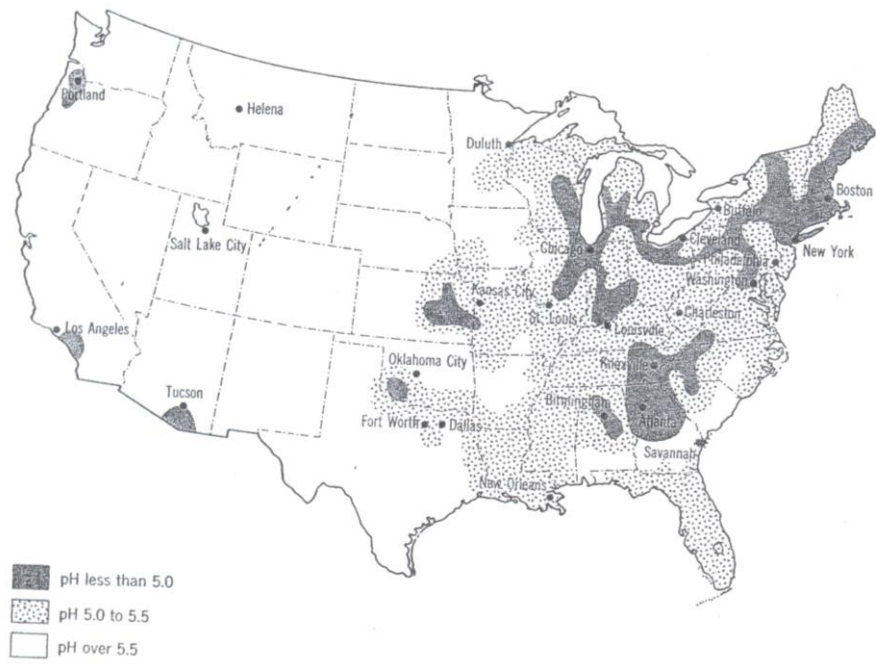 Portland
Helena
Duluth
Boston
Buffalo
Salt Lake City
Chicago
Cleveland
New York
Philadelphia
Washington
Kansas City
St. Louis
Charleston
Louisville
Los Angeles
Oklahoma City
Knoxville
Tucson
Birmingham
Fort Worth
Dallas
Atlanta
Savannah
New Orleans
pH less than 5.0
pH 5.0 to 5.5
pH over 5.5